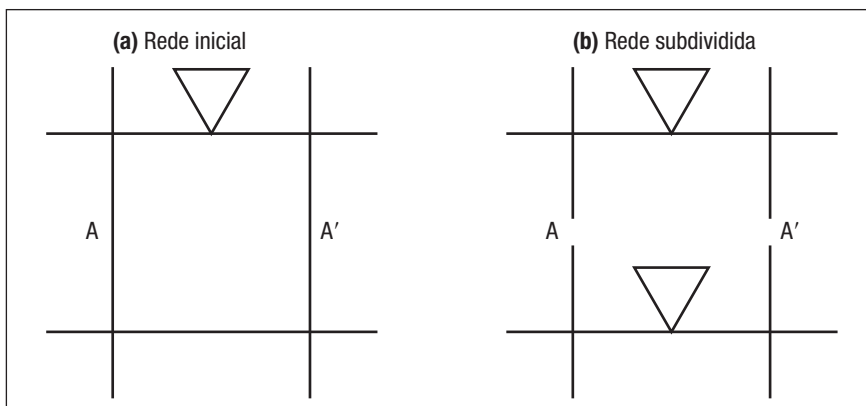 (a) Rede inicial
(b) Rede subdividida
A
A′
A
A′